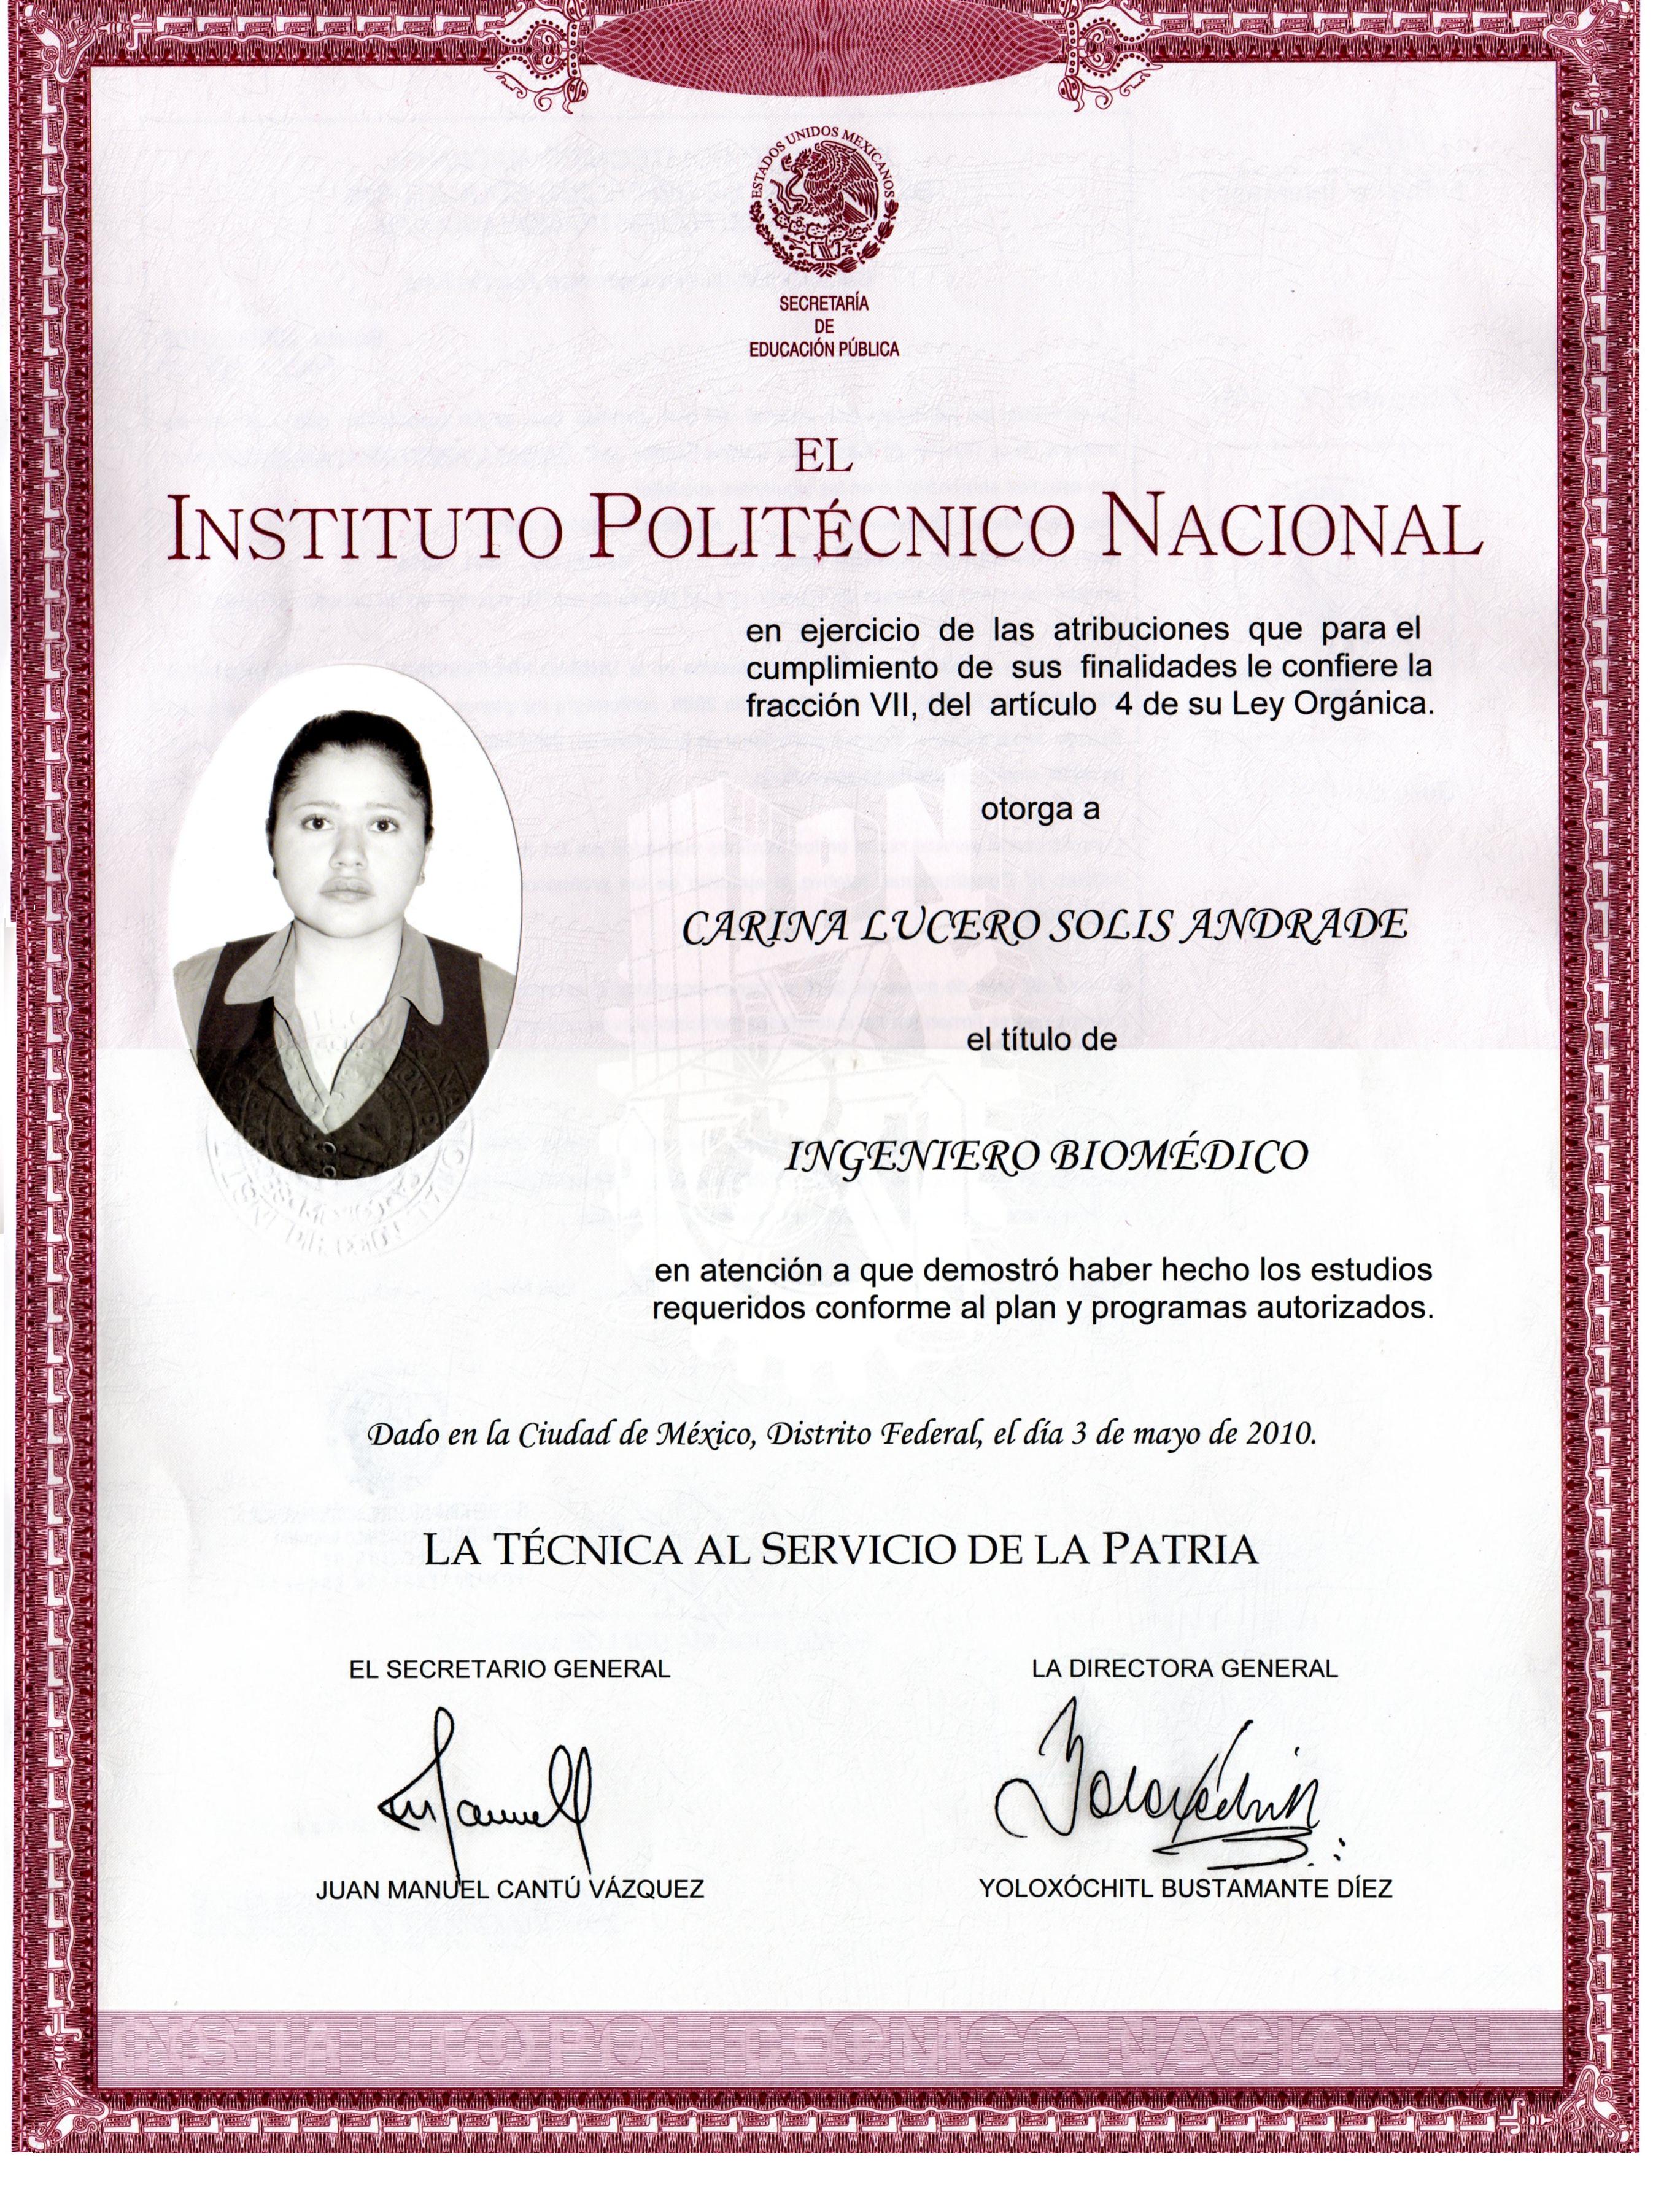 ESTADOS UNIDOS MEXICANOS
SECRETARÍA
DE
EDUCACIÓN PÚBLICA
EL
INSTITUTO POLITÉCNICO NACIONAL
en ejercicio de las atribuciones que para el
cumplimiento de sus finalidades le confiere la
fracción VII, del artículo 4 de su Ley Orgánica.
otorga a
CARINA LUCERO SOLIS ANDRADE
el título de
INGENIERO BIOMÉDICO
en atención a que demostró haber hecho los estudios
requeridos conforme al plan y programas autorizados.
Dado en la Ciudad de México, Distrito Federal, el día 3 de mayo de 2010.
LA TÉCNICA AL SERVICIO DE LA PATRIA
EL SECRETARIO GENERAL
LA DIRECTORA GENERAL
JUAN MANUEL CANTÚ VÁZQUEZ
YOLOXÓCHITL BUSTAMANTE DÍEZ
INSTITUTO POLITECNICO NACIONAL